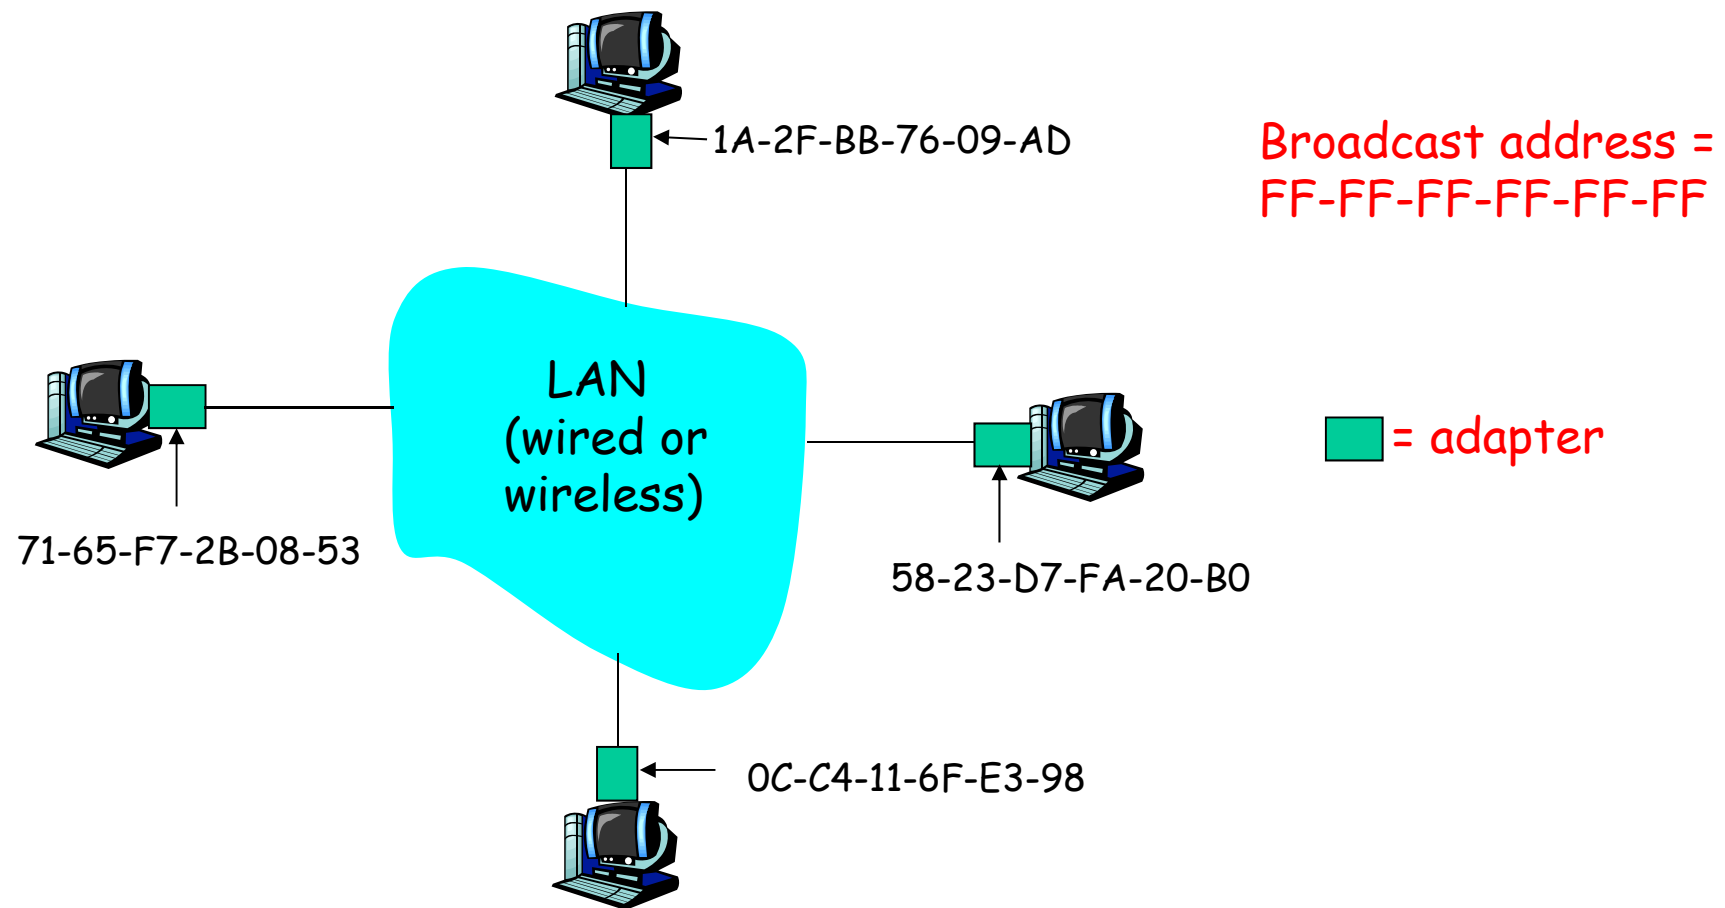 1A-2F-BB-76-09-AD
Broadcast address =
FF-FF-FF-FF-FF-FF
LAN
(wired or
wireless)
= adapter
71-65-F7-2B-08-53
58-23-D7-FA-20-B0
0C-C4-11-6F-E3-98